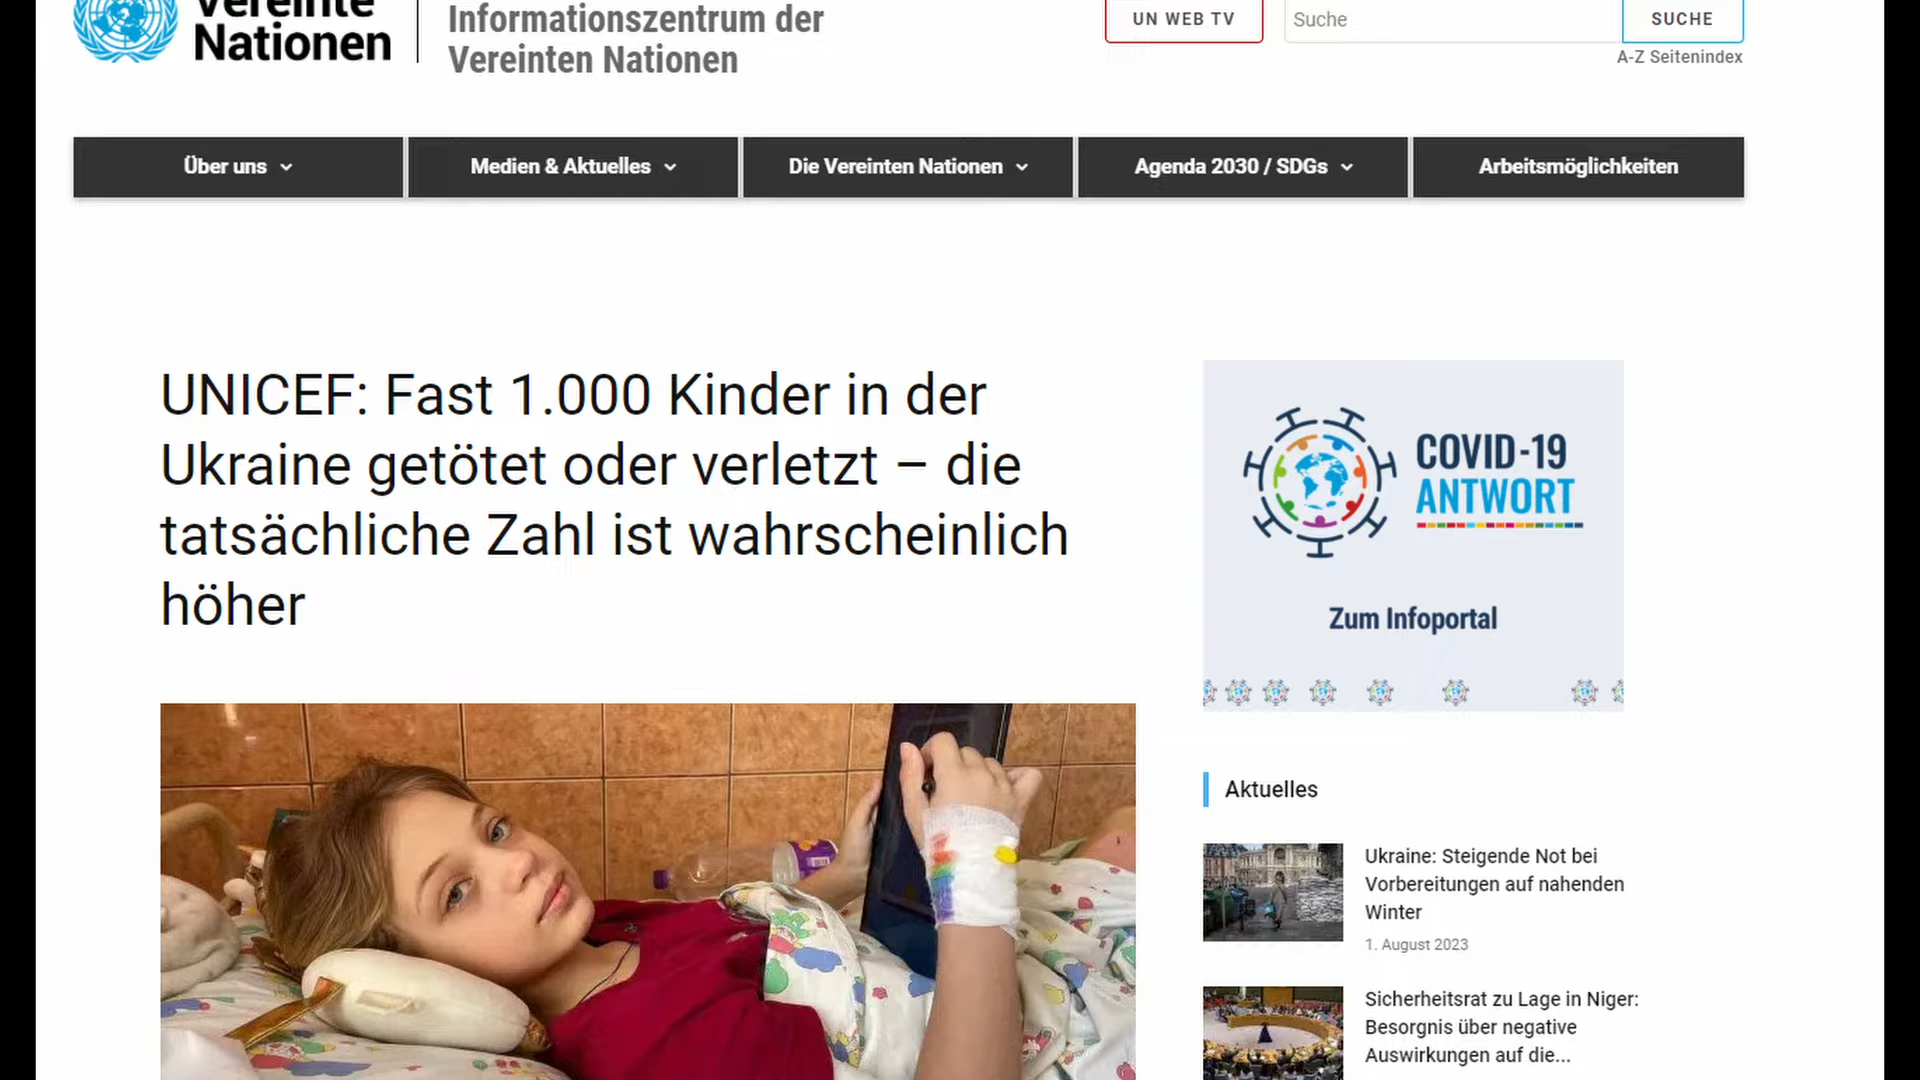 Vereinte
Nationen
Informationszentrum der
Vereinten Nationen
UN WEB TV
Suche
SUCHE
A-Z Seitenindex
Über uns
Medien & Aktuelles
Die Vereinten Nationen
Agenda 2030 / SDGs
Arbeitsmöglichkeiten
UNICEF: Fast 1.000 Kinder in der
Ukraine getötet oder verletzt – die
tatsächliche Zahl ist wahrscheinlich
höher
COVID-19
ANTWORT
Zum Infoportal
Aktuelles
Ukraine: Steigende Not bei
Vorbereitungen auf nahenden
Winter
1. August 2023
Sicherheitsrat zu Lage in Niger:
Besorgnis über negative
Auswirkungen auf die...